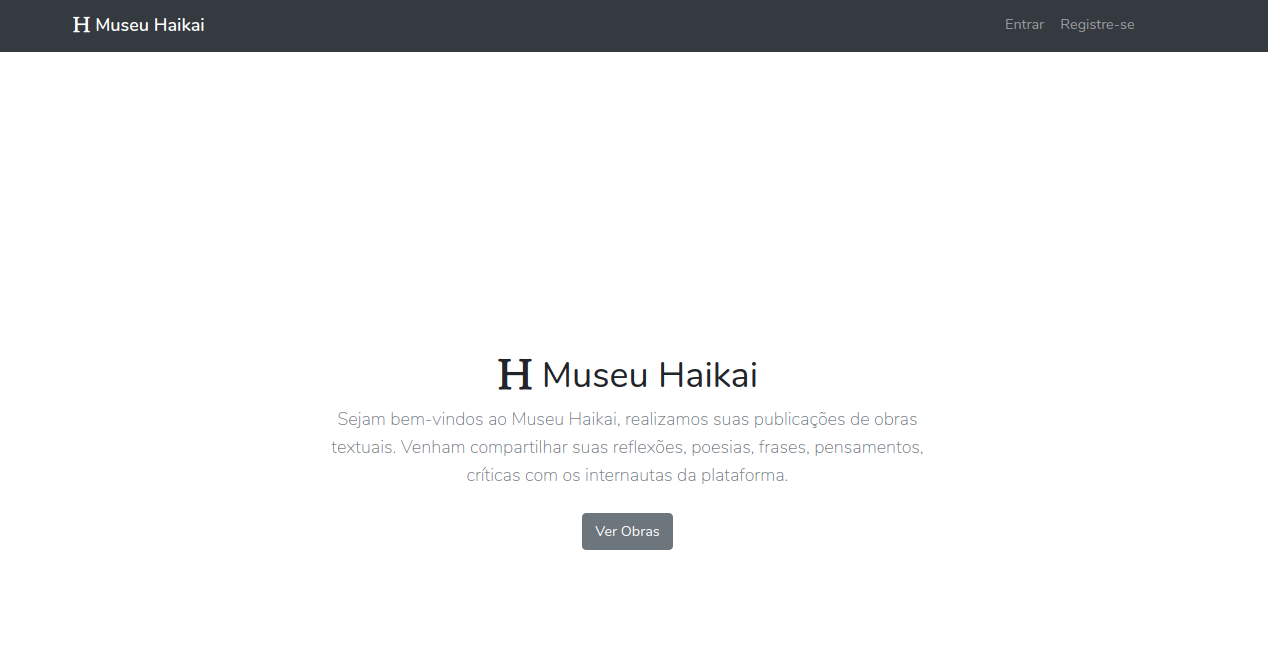 H Museu Haikai
Entrar
Registre-se
H Museu Haikai
Sejam bem-vindos ao Museu Haikai, realizamos suas publicações de obras
textuais. Venham compartilhar suas reflexões, poesias, frases, pensamentos,
críticas com os internautas da plataforma.
Ver Obras